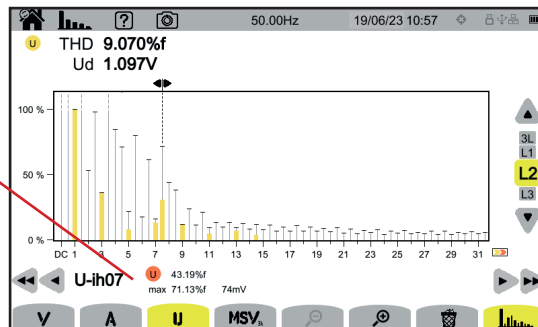 50.00Hz 19/06/23 10:57
U THD 9.070%f
Ud 1.097V
100 %
50 %
0 %
DC 1 3 5 7 9 11 13 15 17 19 21 23 25 27 29 31
3L
L1
L2
L3
U-ih07 U 43.19%f
max 71.13%f 74mV
V A U MSV